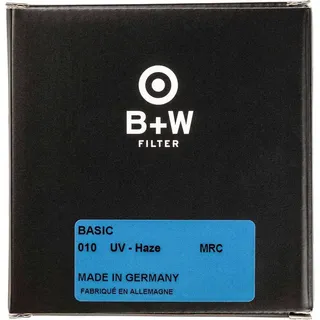 B+W
FILTER
BASIC
010 UV - Haze MRC
MADE IN GERMANY
FABRIQUÉ EN ALLEMAGNE